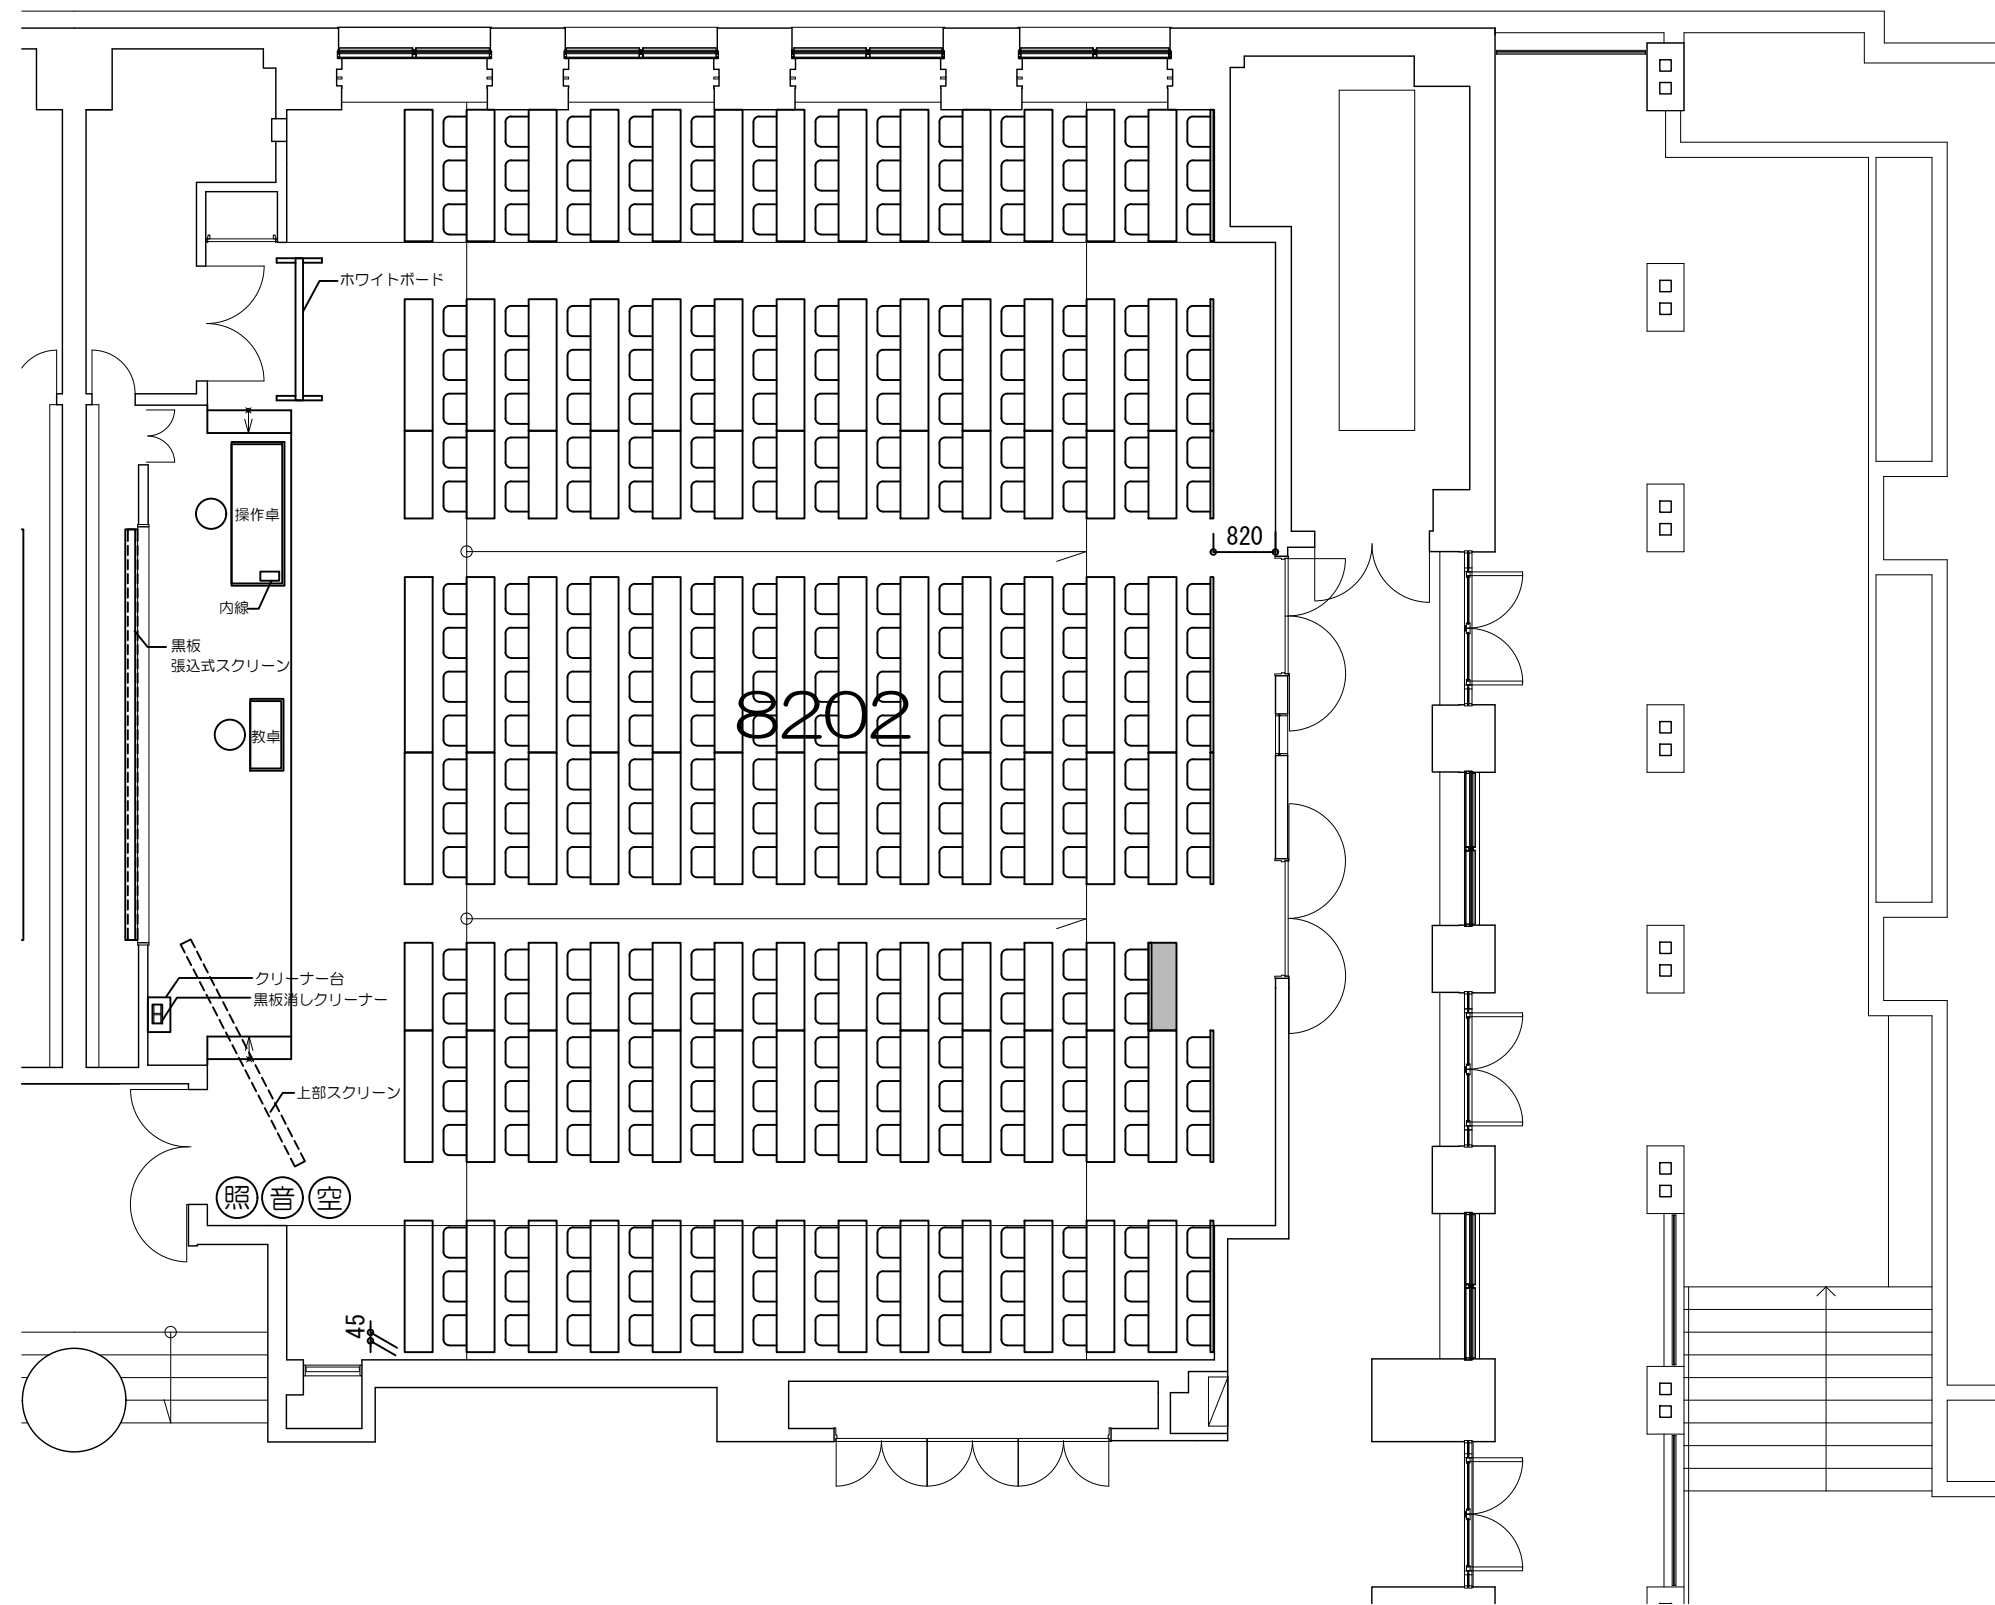 ホワイトボード
操作卓
820
内線
黒板
張込式スクリーン
8202
教卓
クリーナー台
黒板消しクリーナー
上部スクリーン
照 音 空
45